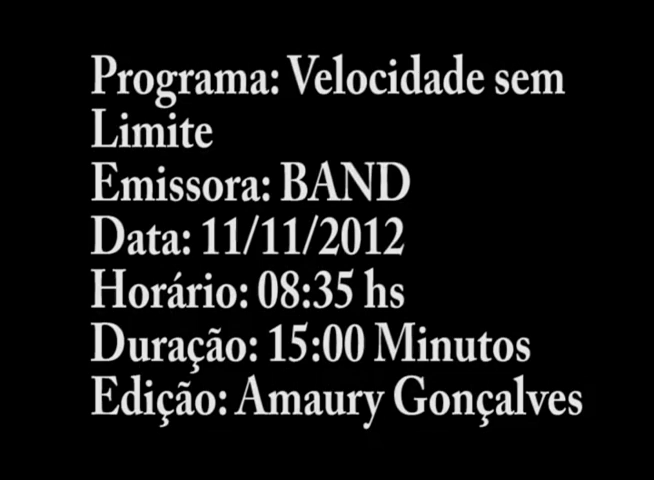 Programa: Velocidade sem
Limite
Emissora: BAND
Data: 11/11/2012
Horário: 08:35 hs
Duração: 15:00 Minutos
Edição: Amaury Gonçalves